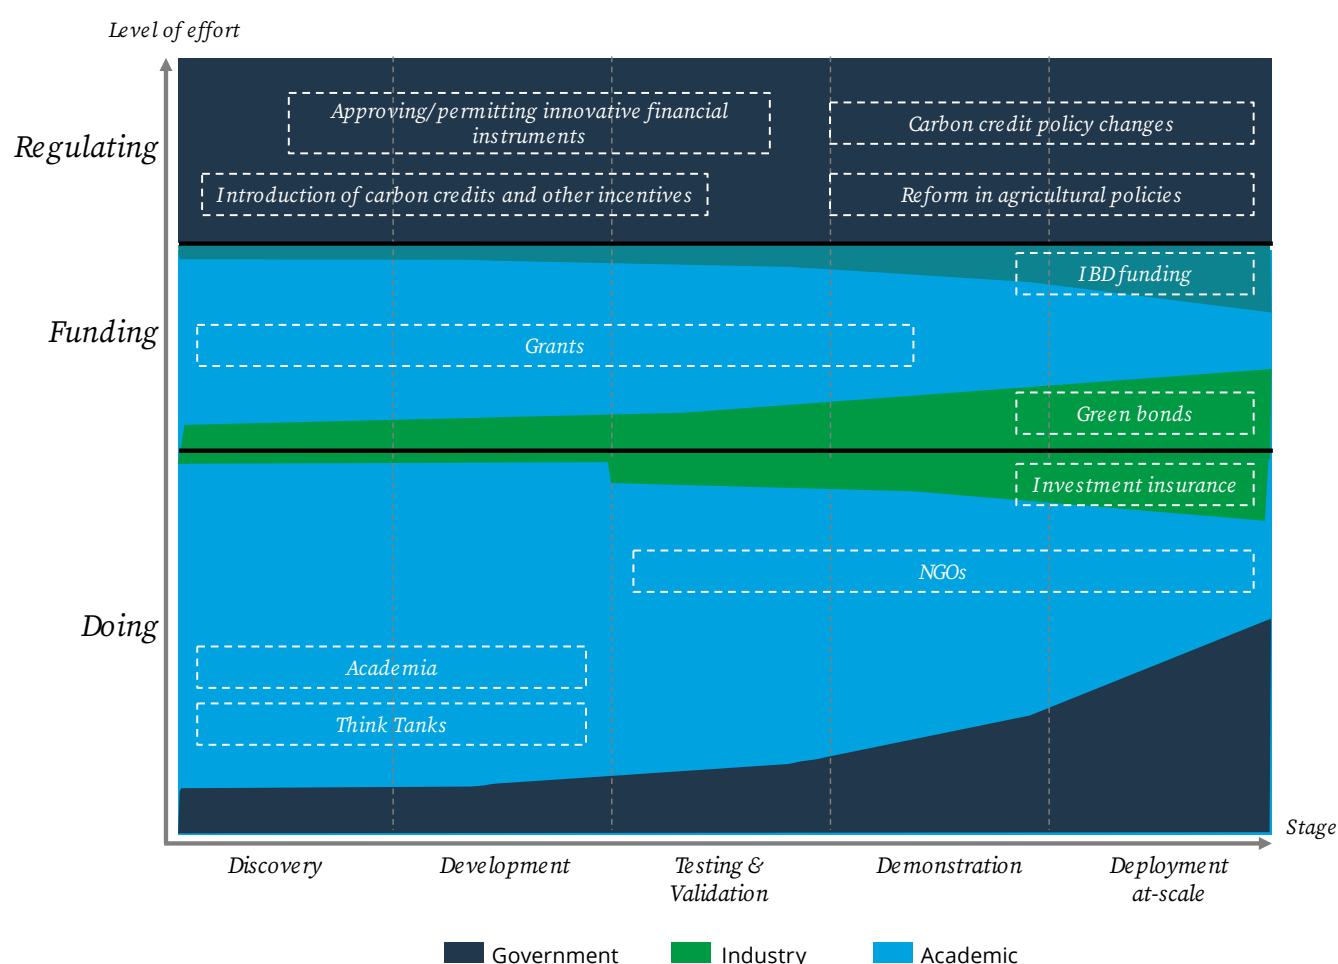 Level of effort
Regulating
Approving/permitting innovative financial
instruments
Carbon credit policy changes
Introduction of carbon credits and other incentives
Reform in agricultural policies
Funding
IBD funding
Grants
Green bonds
Doing
Investment insurance
NGOs
Academia
Think Tanks
Stage
Discovery
Development
Testing &
Validation
Demonstration
Deployment
at-scale
Government
Industry
Academic